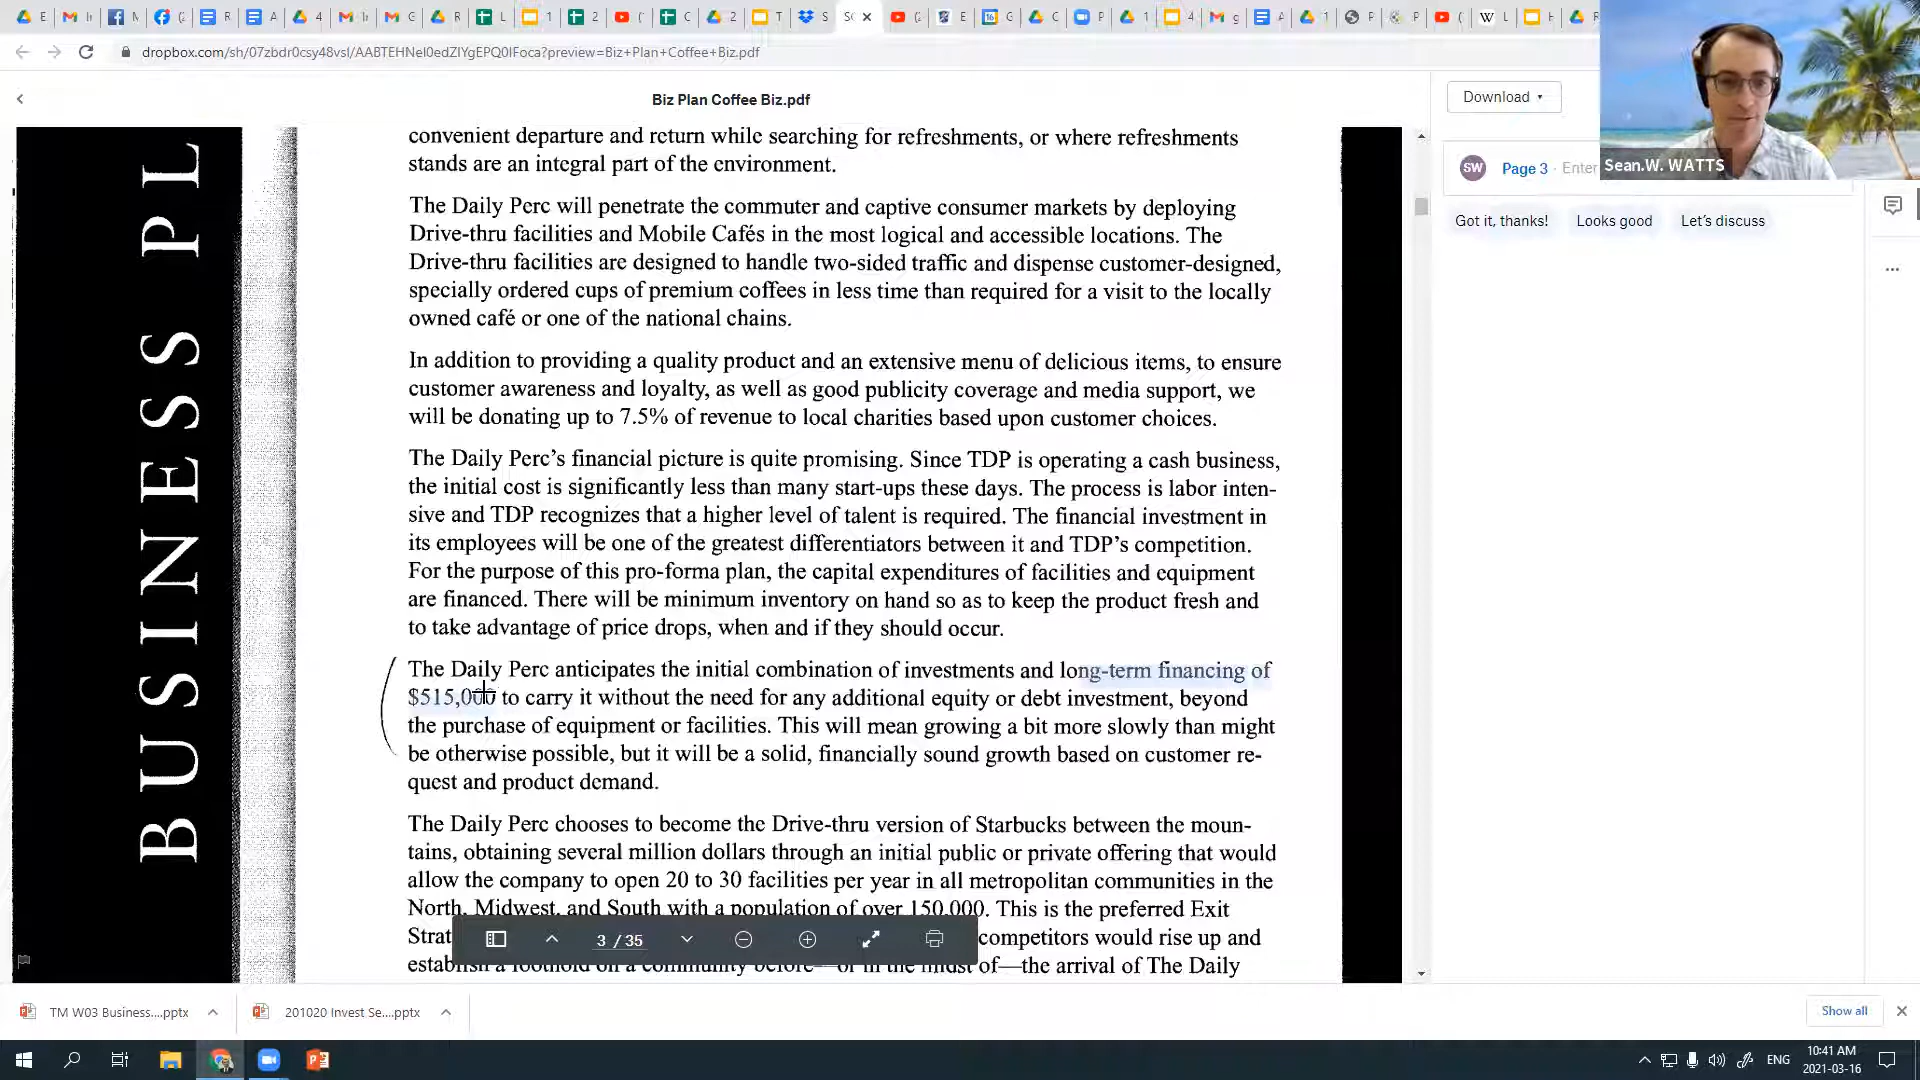 dropbox.com/sh/07zbdr0csy48vsl/AABTEHNel0edZIYgEPQ0IFoca?preview=Biz+Plan+Coffee+Biz.pdf
Biz Plan Coffee Biz.pdf
Download
Sean.W. WATTS
SW Page 3 · Enter
Got it, thanks! Looks good Let's discuss
BUSINESS PL
convenient departure and return while searching for refreshments, or where refreshments
stands are an integral part of the environment.
The Daily Perc will penetrate the commuter and captive consumer markets by deploying
Drive-thru facilities and Mobile Cafés in the most logical and accessible locations. The
Drive-thru facilities are designed to handle two-sided traffic and dispense customer-designed,
specially ordered cups of premium coffees in less time than required for a visit to the locally
owned café or one of the national chains.
In addition to providing a quality product and an extensive menu of delicious items, to ensure
customer awareness and loyalty, as well as good publicity coverage and media support, we
will be donating up to 7.5% of revenue to local charities based upon customer choices.
The Daily Perc's financial picture is quite promising. Since TDP is operating a cash business,
the initial cost is significantly less than many start-ups these days. The process is labor inten-
sive and TDP recognizes that a higher level of talent is required. The financial investment in
its employees will be one of the greatest differentiators between it and TDP's competition.
For the purpose of this pro-forma plan, the capital expenditures of facilities and equipment
are financed. There will be minimum inventory on hand so as to keep the product fresh and
to take advantage of price drops, when and if they should occur.
The Daily Perc anticipates the initial combination of investments and long-term financing of
$515,000 to carry it without the need for any additional equity or debt investment, beyond
the purchase of equipment or facilities. This will mean growing a bit more slowly than might
be otherwise possible, but it will be a solid, financially sound growth based on customer re-
quest and product demand.
The Daily Perc chooses to become the Drive-thru version of Starbucks between the moun-
tains, obtaining several million dollars through an initial public or private offering that would
allow the company to open 20 to 30 facilities per year in all metropolitan communities in the
North, Midwest, and South with a population of over 150,000. This is the preferred Exit
Strat competitors would rise up and
establish a foothold on a community before—or in the midst of—the arrival of The Daily
3 / 35
TM W03 Business....pptx 201020 Invest Se....pptx Show all
ENG 10:41 AM
2021-03-16